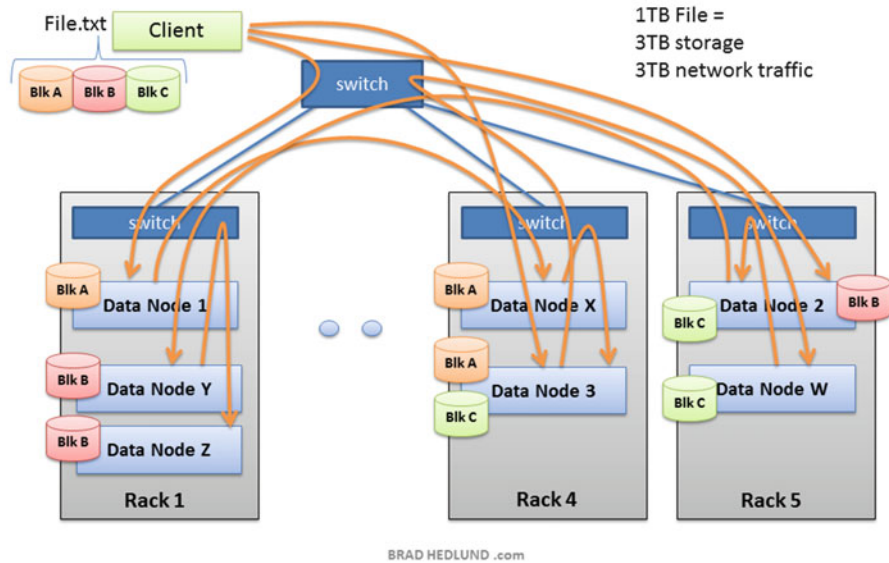 File.txt
Client
Blk A
Blk B
Blk C
1TB File =
3TB storage
3TB network traffic
switch
switch
Blk A
Data Node 1
Blk B
Data Node Y
Blk B
Data Node Z
Rack 1
switch
Blk A
Data Node X
Blk A
Blk C
Data Node 3
Rack 4
switch
Data Node 2
Blk B
Blk C
Blk C
Data Node W
Rack 5
BRAD HEDLUND .com